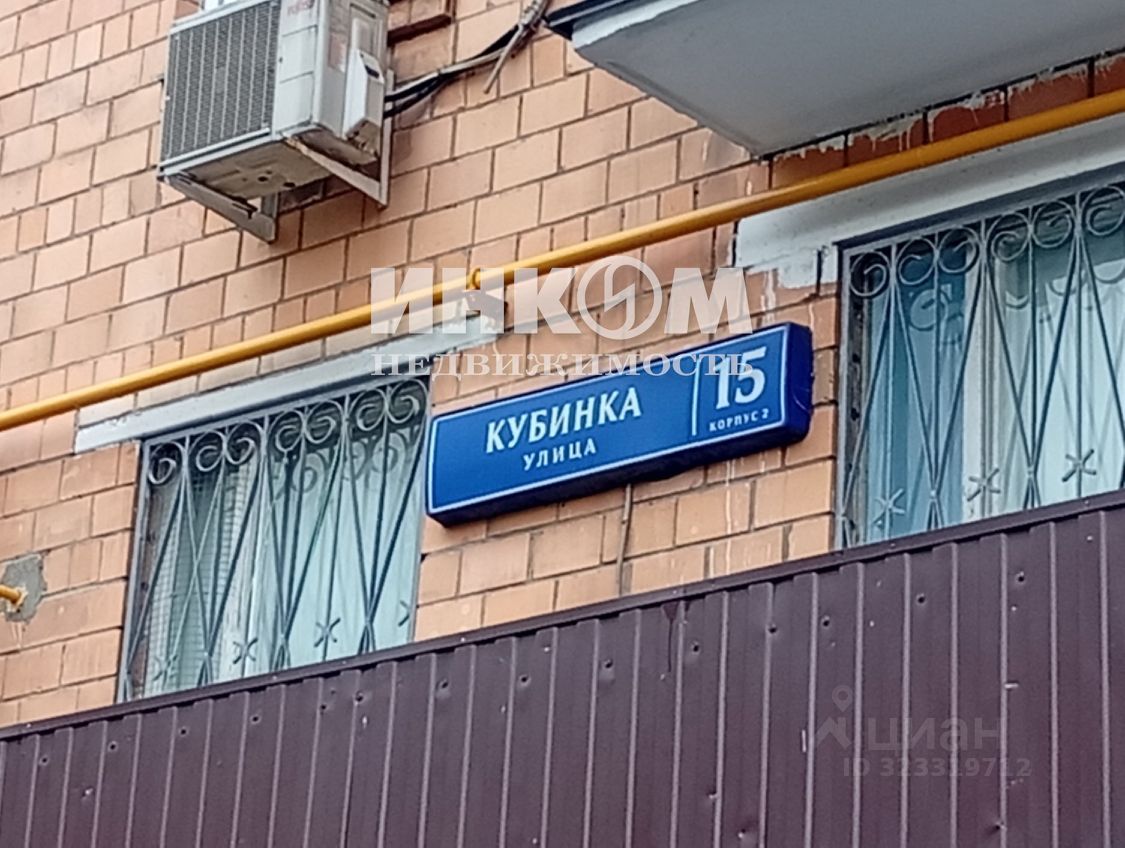 ИНКОМ
НЕДВИЖИМОСТЬ
КУБИНКА
УЛИЦА
15
КОРПУС 2
циан
ID 323319712